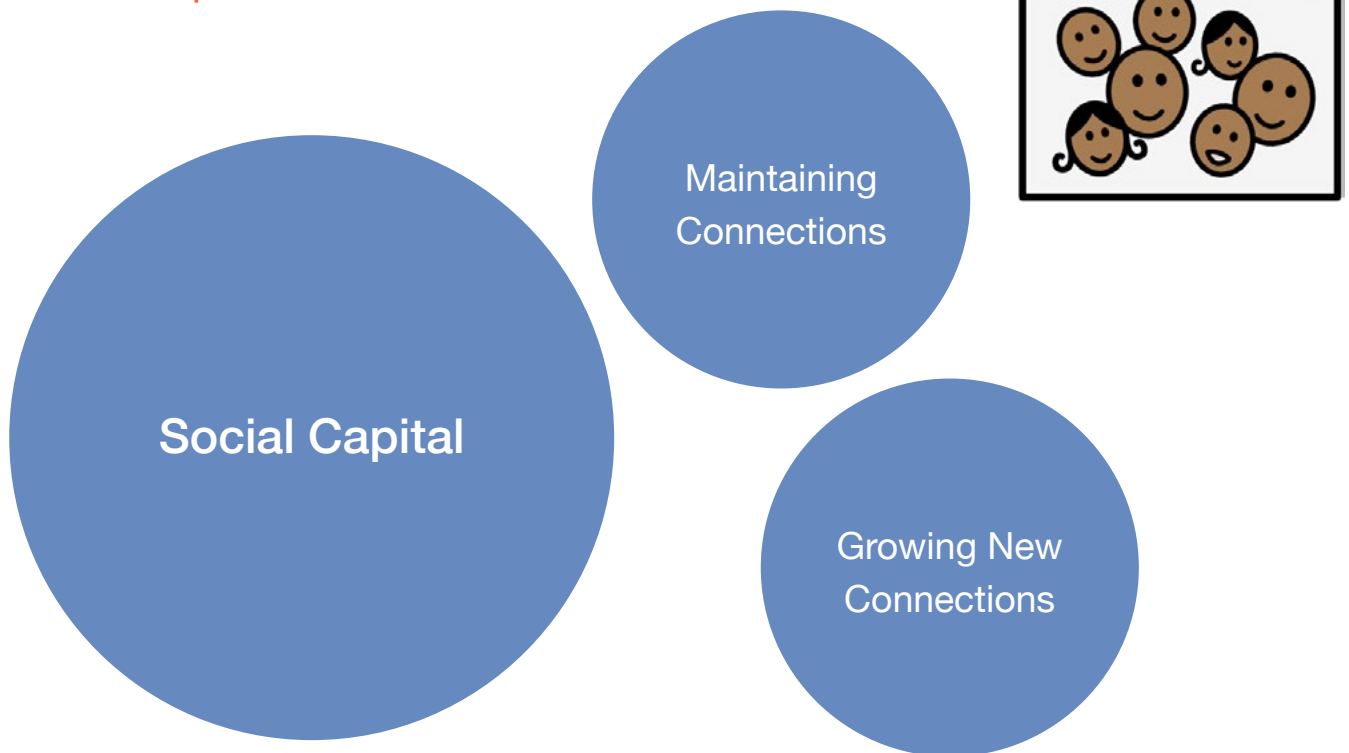 Social Capital
Maintaining
Connections
Growing New
Connections